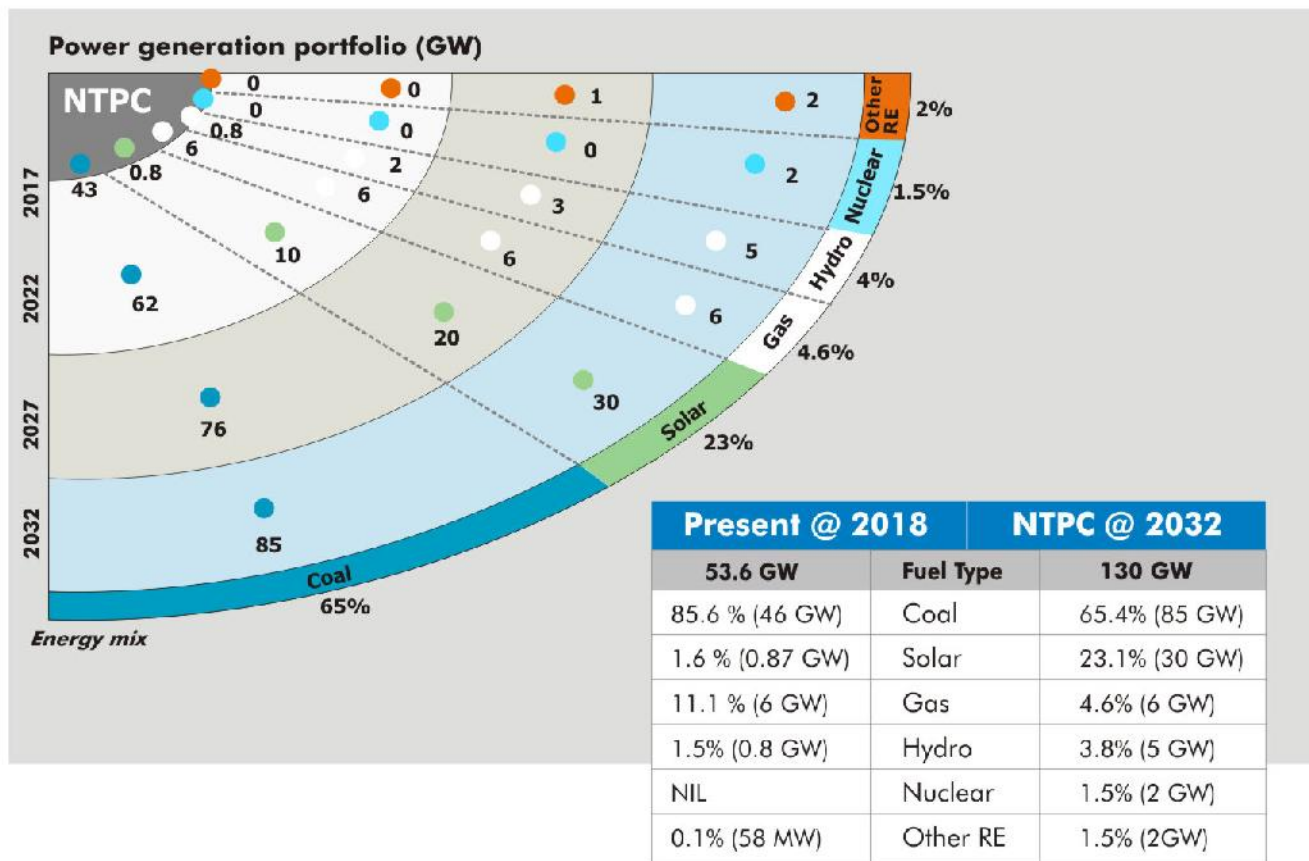 Power generation portfolio (GW)
NTPC
0
0
1
2
Other RE
2%
0
0
0
2
Nuclear
1.5%
0.8
2
3
5
Hydro
4%
6
6
6
6
Gas
4.6%
0.8
10
20
30
Solar
23%
43
62
76
85
Coal
65%
2017
2022
2027
2032
Energy mix
Present @ 2018 NTPC @ 2032
53.6 GW Fuel Type 130 GW
85.6 % (46 GW) Coal 65.4% (85 GW)
1.6 % (0.87 GW) Solar 23.1% (30 GW)
11.1 % (6 GW) Gas 4.6% (6 GW)
1.5% (0.8 GW) Hydro 3.8% (5 GW)
NIL Nuclear 1.5% (2 GW)
0.1% (58 MW) Other RE 1.5% (2GW)